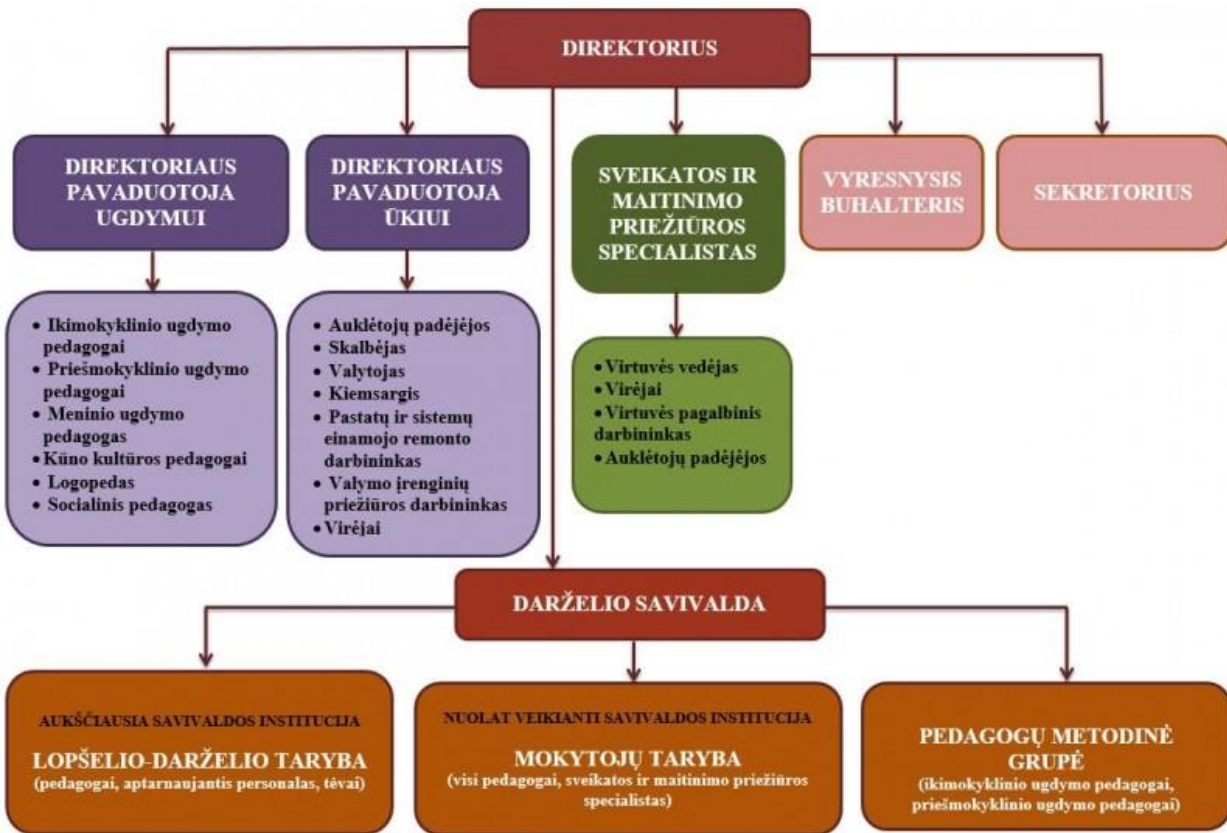 DIREKTORIUS
DIREKTORIAUS
PAVADUOTOJA
UGDYMUI
DIREKTORIAUS
PAVADUOTOJA
ŪKIUI
SVEIKATOS IR
MAITINIMO
PRIEŽIŪROS
SPECIALISTAS
VYRESNYSIS
BUHALTERIS
SEKRETORIUS
• Ikimokyklinio ugdymo
pedagogai
• Priešmokyklinio ugdymo
pedagogai
• Meninio ugdymo
pedagogas
• Kūno kultūros pedagogai
• Logopedas
• Socialinis pedagogas
• Auklėtojų padėjėjos
• Skalbėjas
• Valytojas
• Kiemsargis
• Pastatų ir sistemų
einamojo remonto
darbininkas
• Valymo įrenginių
priežiūros darbininkas
• Virėjai
• Virtuvės vedėjas
• Virėjai
• Virtuvės pagalbinis
darbininkas
• Auklėtojų padėjėjos
DARŽELIO SAVIVALDA
AUKŠČIAUSIA SAVIVALDOS INSTITUCIJA
LOPŠELIO-DARŽELIO TARYBA
(pedagogai, aptarnaujantis personalas, tėvai)
NUOLAT VEIKIANTI SAVIVALDOS INSTITUCIJA
MOKYTOJŲ TARYBA
(visi pedagogai, sveikatos ir maitinimo priežiūros
specialistas)
PEDAGOGŲ METODINĖ
GRUPĖ
(ikimokyklinio ugdymo pedagogai,
priešmokyklinio ugdymo pedagogai)